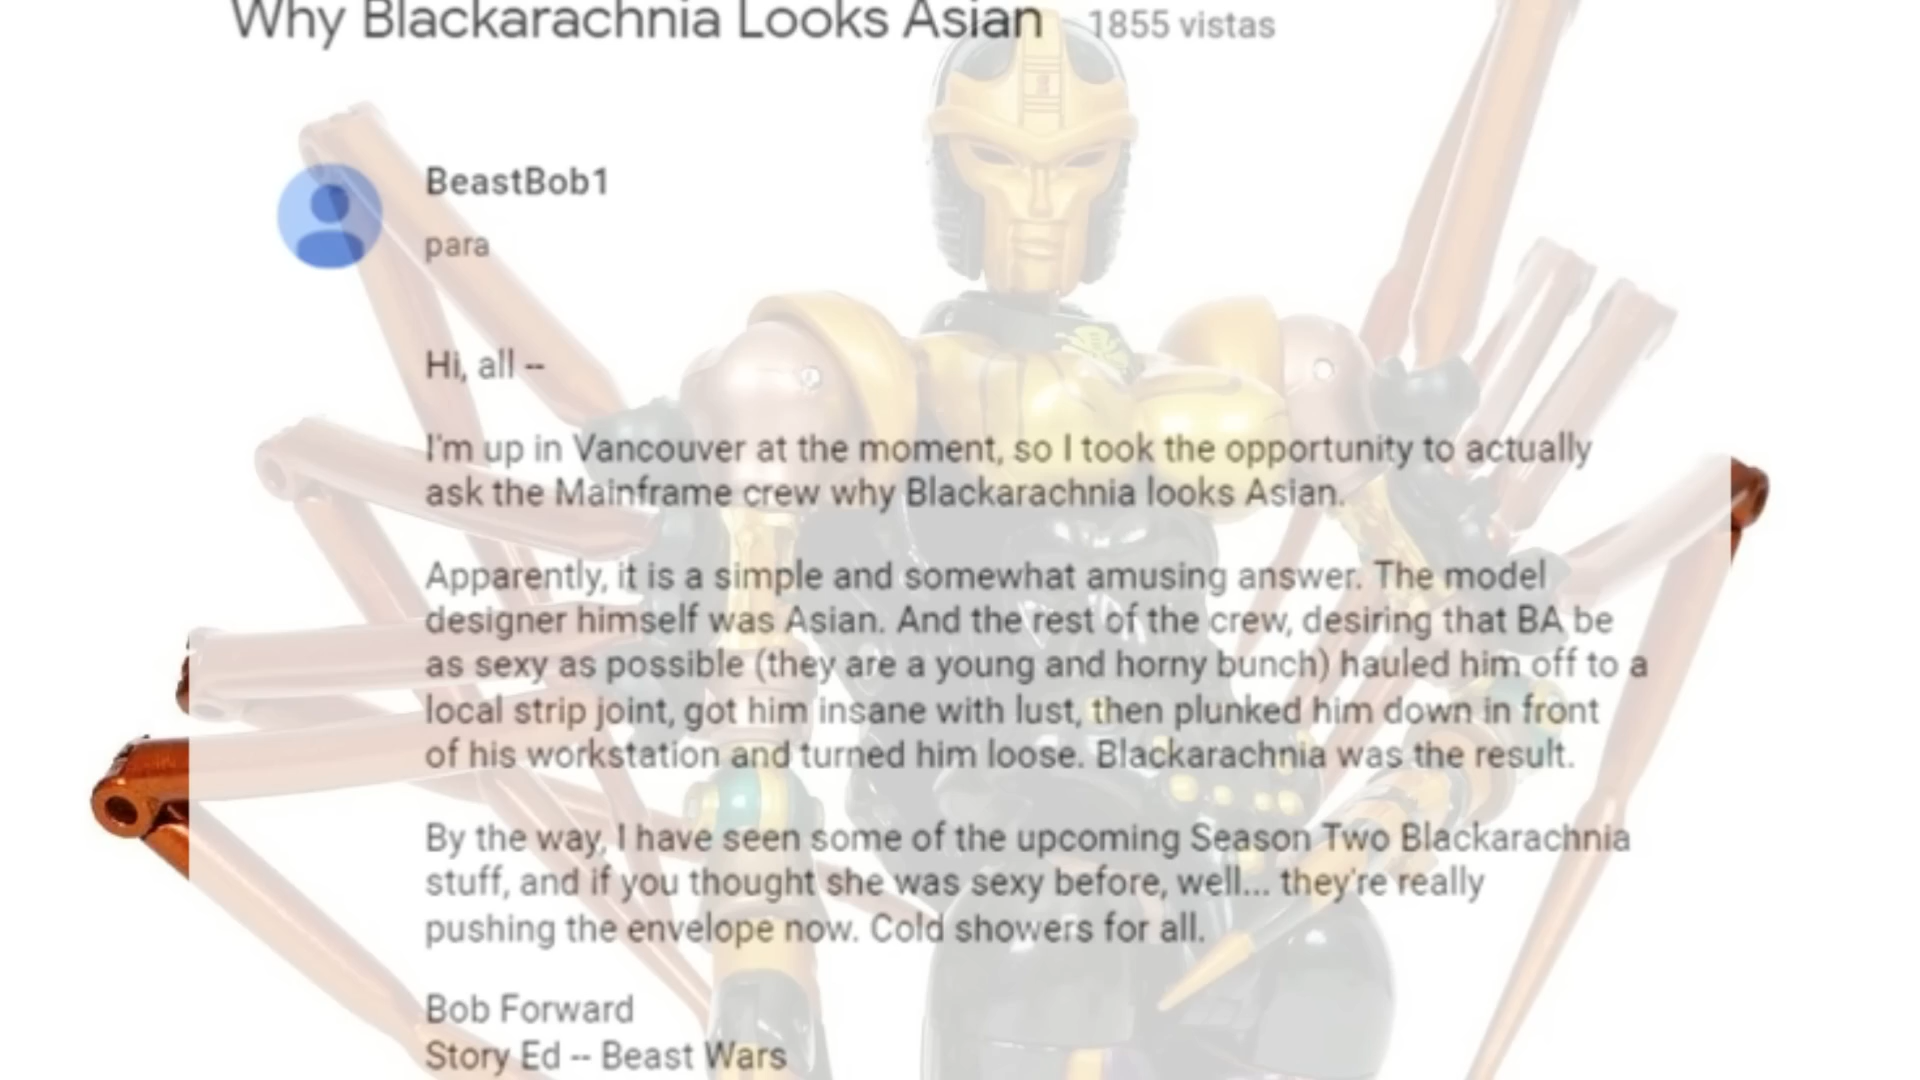 Why Blackarachnia Looks Asian 1855 vistas
BeastBob1
para
Hi, all --
I'm up in Vancouver at the moment, so I took the opportunity to actually
ask the Mainframe crew why Blackarachnia looks Asian.
Apparently, it is a simple and somewhat amusing answer. The model
designer himself was Asian. And the rest of the crew, desiring that BA be
as sexy as possible (they are a young and horny bunch) hauled him off to a
local strip joint, got him insane with lust, then plunked him down in front
of his workstation and turned him loose. Blackarachnia was the result.
By the way, I have seen some of the upcoming Season Two Blackarachnia
stuff, and if you thought she was sexy before, well... they're really
pushing the envelope now. Cold showers for all.
Bob Forward
Story Ed -- Beast Wars